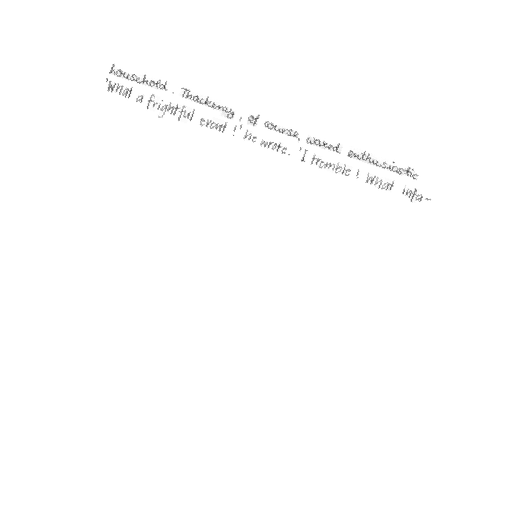 household. Thackeray, of course, waxed enthusiastic
'What a frightful event!' he wrote. 'I tremble! What infa-